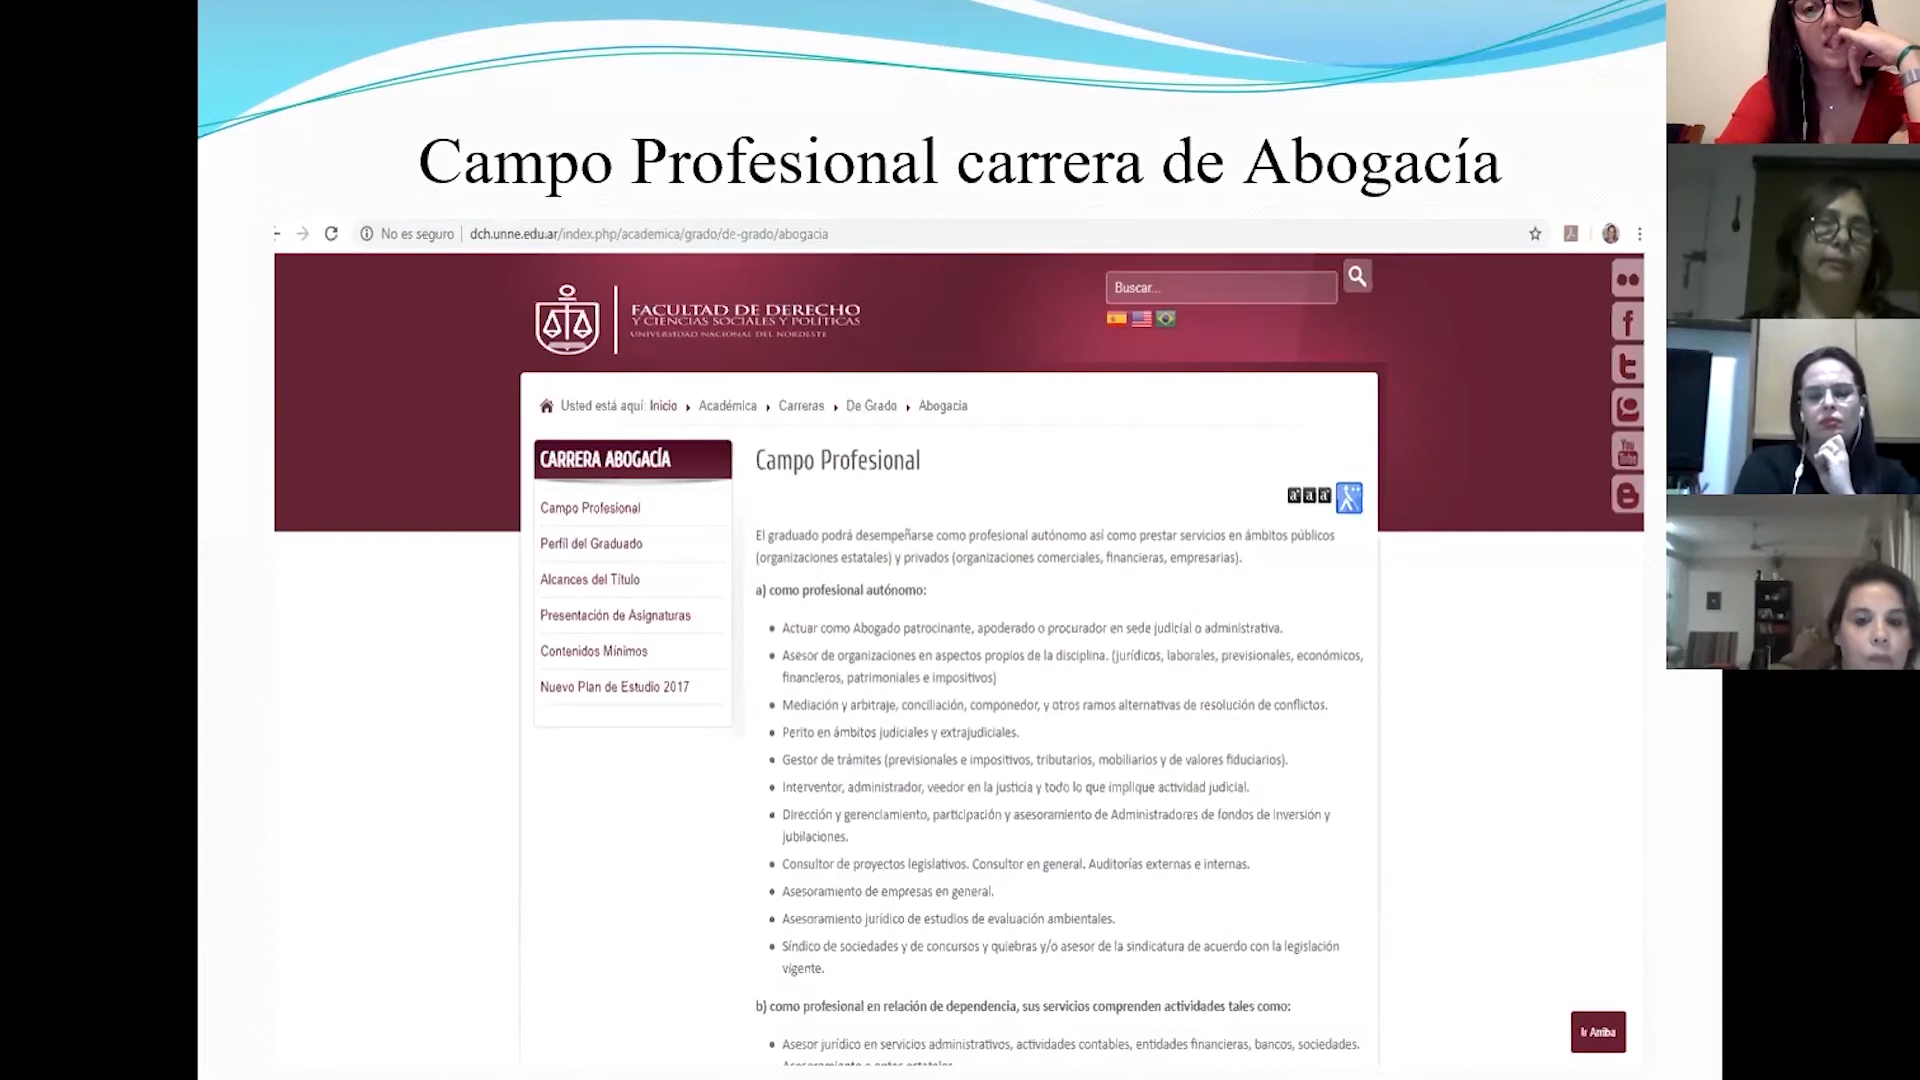 Campo Profesional carrera de Abogacía
No es seguro | dch.unne.edu.ar/index.php/academica/grado/de-grado/abogacia
FACULTAD DE DERECHO
Y CIENCIAS SOCIALES Y POLITICAS
UNIVERSIDAD NACIONAL DEL NORDESTE
Buscar...
Usted está aquí: Inicio Académica Carreras De Grado Abogacia
CARRERA ABOGACÍA
Campo Profesional
Perfil del Graduado
Alcances del Título
Presentación de Asignaturas
Contenidos Mínimos
Nuevo Plan de Estudio 2017
Campo Profesional
a a a
El graduado podrá desempeñarse como profesional autónomo así como prestar servicios en ámbitos públicos
(organizaciones estatales) y privados (organizaciones comerciales, financieras, empresarias).
a) como profesional autónomo:
Actuar como Abogado patrocinante, apoderado o procurador en sede judicial o administrativa.
Asesor de organizaciones en aspectos propios de la disciplina. (jurídicos, laborales, previsionales, económicos,
financieros, patrimoniales e impositivos)
Mediación y arbitraje, conciliación, componedor, y otros ramos alternativas de resolución de conflictos.
Perito en ámbitos judiciales y extrajudiciales.
Gestor de trámites (previsionales e impositivos, tributarios, mobiliarios y de valores fiduciarios).
Interventor, administrador, veedor en la justicia y todo lo que implique actividad judicial.
Dirección y gerenciamiento, participación y asesoramiento de Administradores de fondos de inversión y
jubilaciones.
Consultor de proyectos legislativos. Consultor en general. Auditorías externas e internas.
Asesoramiento de empresas en general.
Asesoramiento jurídico de estudios de evaluación ambientales.
Síndico de sociedades y de concursos y quiebras y/o asesor de la sindicatura de acuerdo con la legislación
vigente.
b) como profesional en relación de dependencia, sus servicios comprenden actividades tales como:
Asesor jurídico en servicios administrativos, actividades contables, entidades financieras, bancos, sociedades.
You
Tube
Ir Arriba